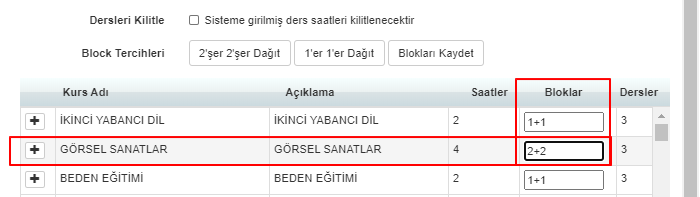 Dersleri Kilitle Sisteme girilmiş ders saatleri kilitlenecektir
Block Tercihleri 2'şer 2'şer Dağıt 1'er 1'er Dağıt Blokları Kaydet
Kurs Adı Açıklama Saatler Bloklar Dersler
+ İKİNCİ YABANCI DİL İKİNCİ YABANCI DİL 2 1+1 3
+ GÖRSEL SANATLAR GÖRSEL SANATLAR 4 2+2 3
+ BEDEN EĞİTİMİ BEDEN EĞİTİMİ 2 1+1 3